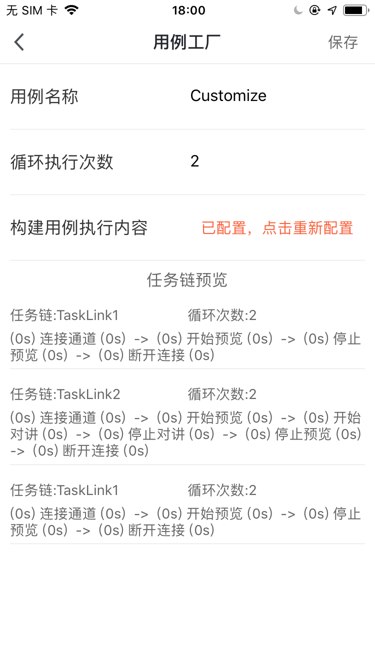 无 SIM 卡 18:00
用例工厂 保存
用例名称 Customize
循环执行次数 2
构建用例执行内容 已配置，点击重新配置
任务链预览
任务链:TaskLink1 循环次数:2
(0s) 连接通道 (0s) -> (0s) 开始预览 (0s) -> (0s) 停止
预览 (0s) -> (0s) 断开连接 (0s)
任务链:TaskLink2 循环次数:2
(0s) 连接通道 (0s) -> (0s) 开始预览 (0s) -> (0s) 开始
对讲 (0s) -> (0s) 停止对讲 (0s) -> (0s) 停止预览 (0s)
-> (0s) 断开连接 (0s)
任务链:TaskLink1 循环次数:2
(0s) 连接通道 (0s) -> (0s) 开始预览 (0s) -> (0s) 停止
预览 (0s) -> (0s) 断开连接 (0s)